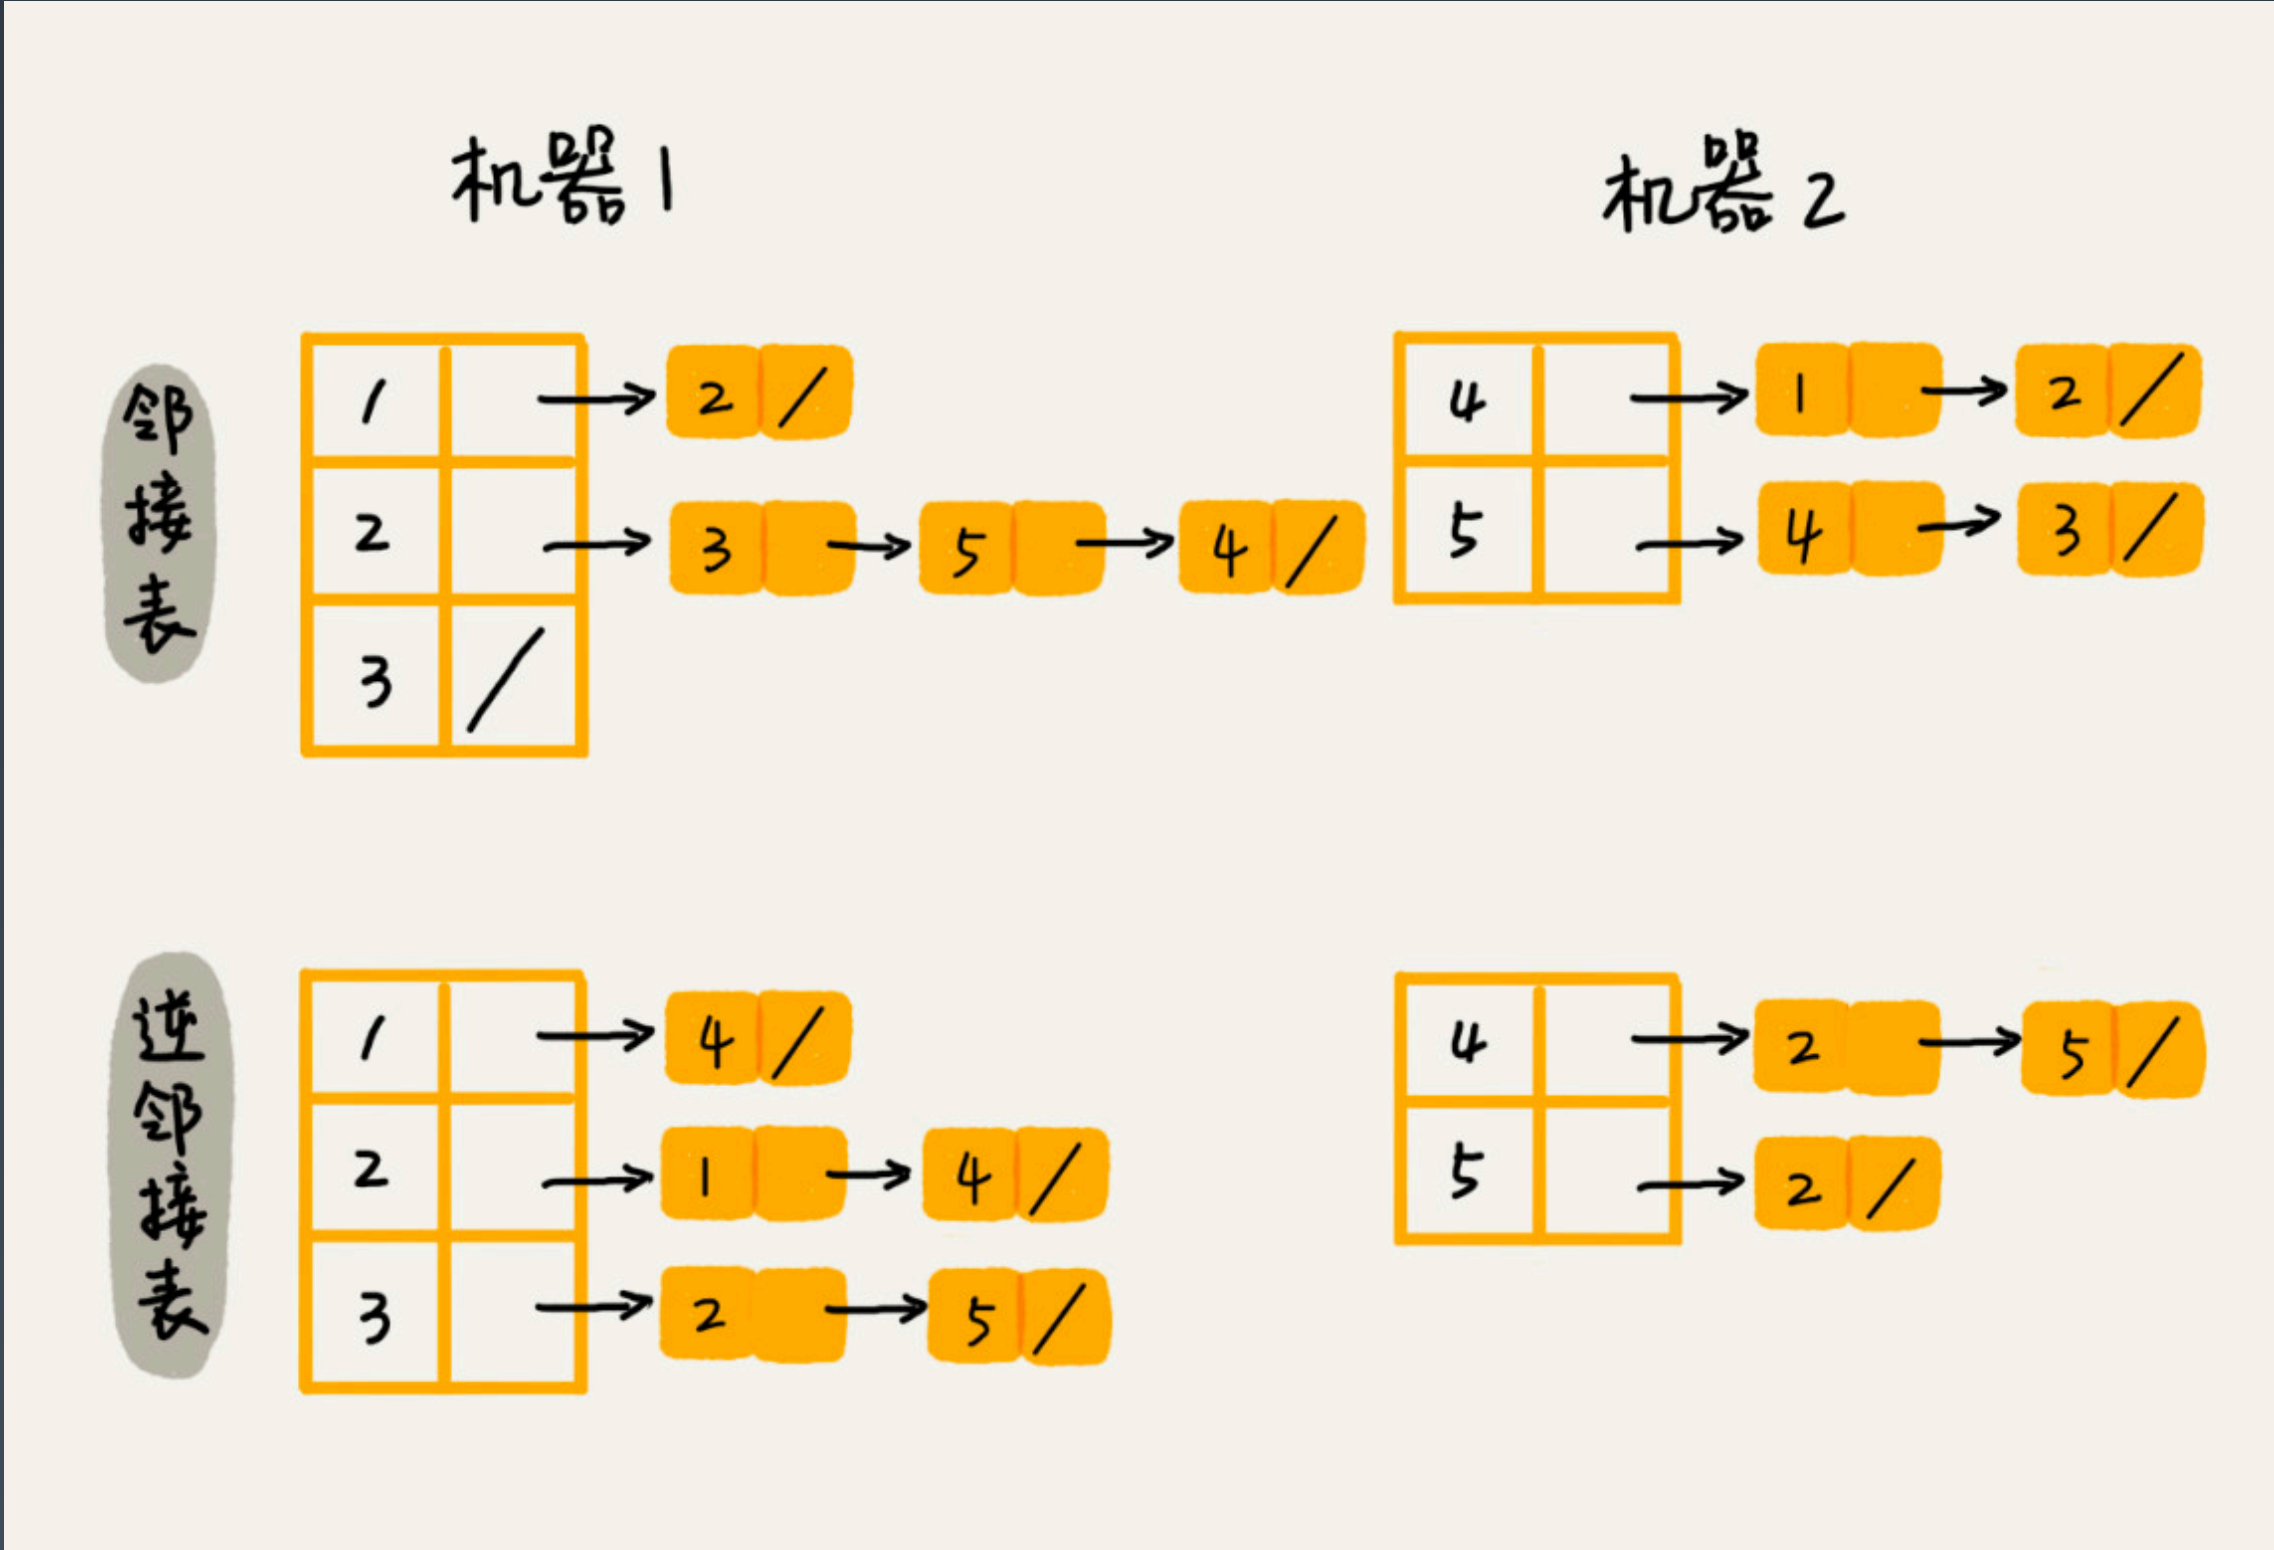 机器1
机器2
邻接表
1 → 2 /
2 → 3 → 5 → 4 /
3 /
4 → 1 → 2 /
5 → 4 → 3 /
逆邻接表
1 → 4 /
2 → 1 → 4 /
3 → 2 → 5 /
4 → 2 → 5 /
5 → 2 /